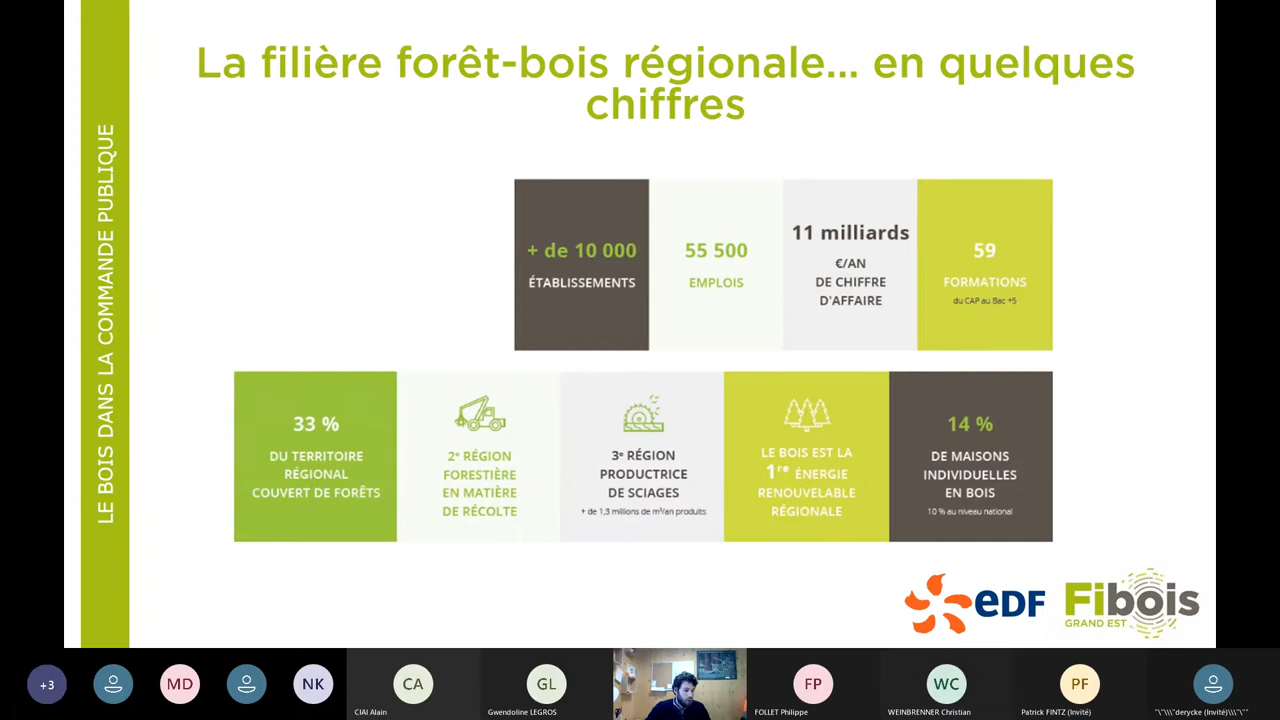 La filière forêt-bois régionale... en quelques
chiffres
LE BOIS DANS LA COMMANDE PUBLIQUE
+ de 10 000
ÉTABLISSEMENTS
55 500
EMPLOIS
11 milliards
€/AN
DE CHIFFRE
D'AFFAIRE
59
FORMATIONS
du CAP au Bac +5
33 %
DU TERRITOIRE
RÉGIONAL
COUVERT DE FORÊTS
2e RÉGION
FORESTIÈRE
EN MATIÈRE
DE RÉCOLTE
3e RÉGION
PRODUCTRICE
DE SCIAGES
+ de 1,3 millions de m³/an produits
LE BOIS EST LA
1re ÉNERGIE
RENOUVELABLE
RÉGIONALE
14 %
DE MAISONS
INDIVIDUELLES
EN BOIS
10 % au niveau national
eDF
Fibois
GRAND EST
+3
MD
NK
CA
CIAI Alain
GL
Gwendoline LEGROS
FP
FOLLET Philippe
WC
WEINBRENNER Christian
PF
Patrick FINTZ (Invité)
"\"\\\"derycke (Invité)\\\"\""